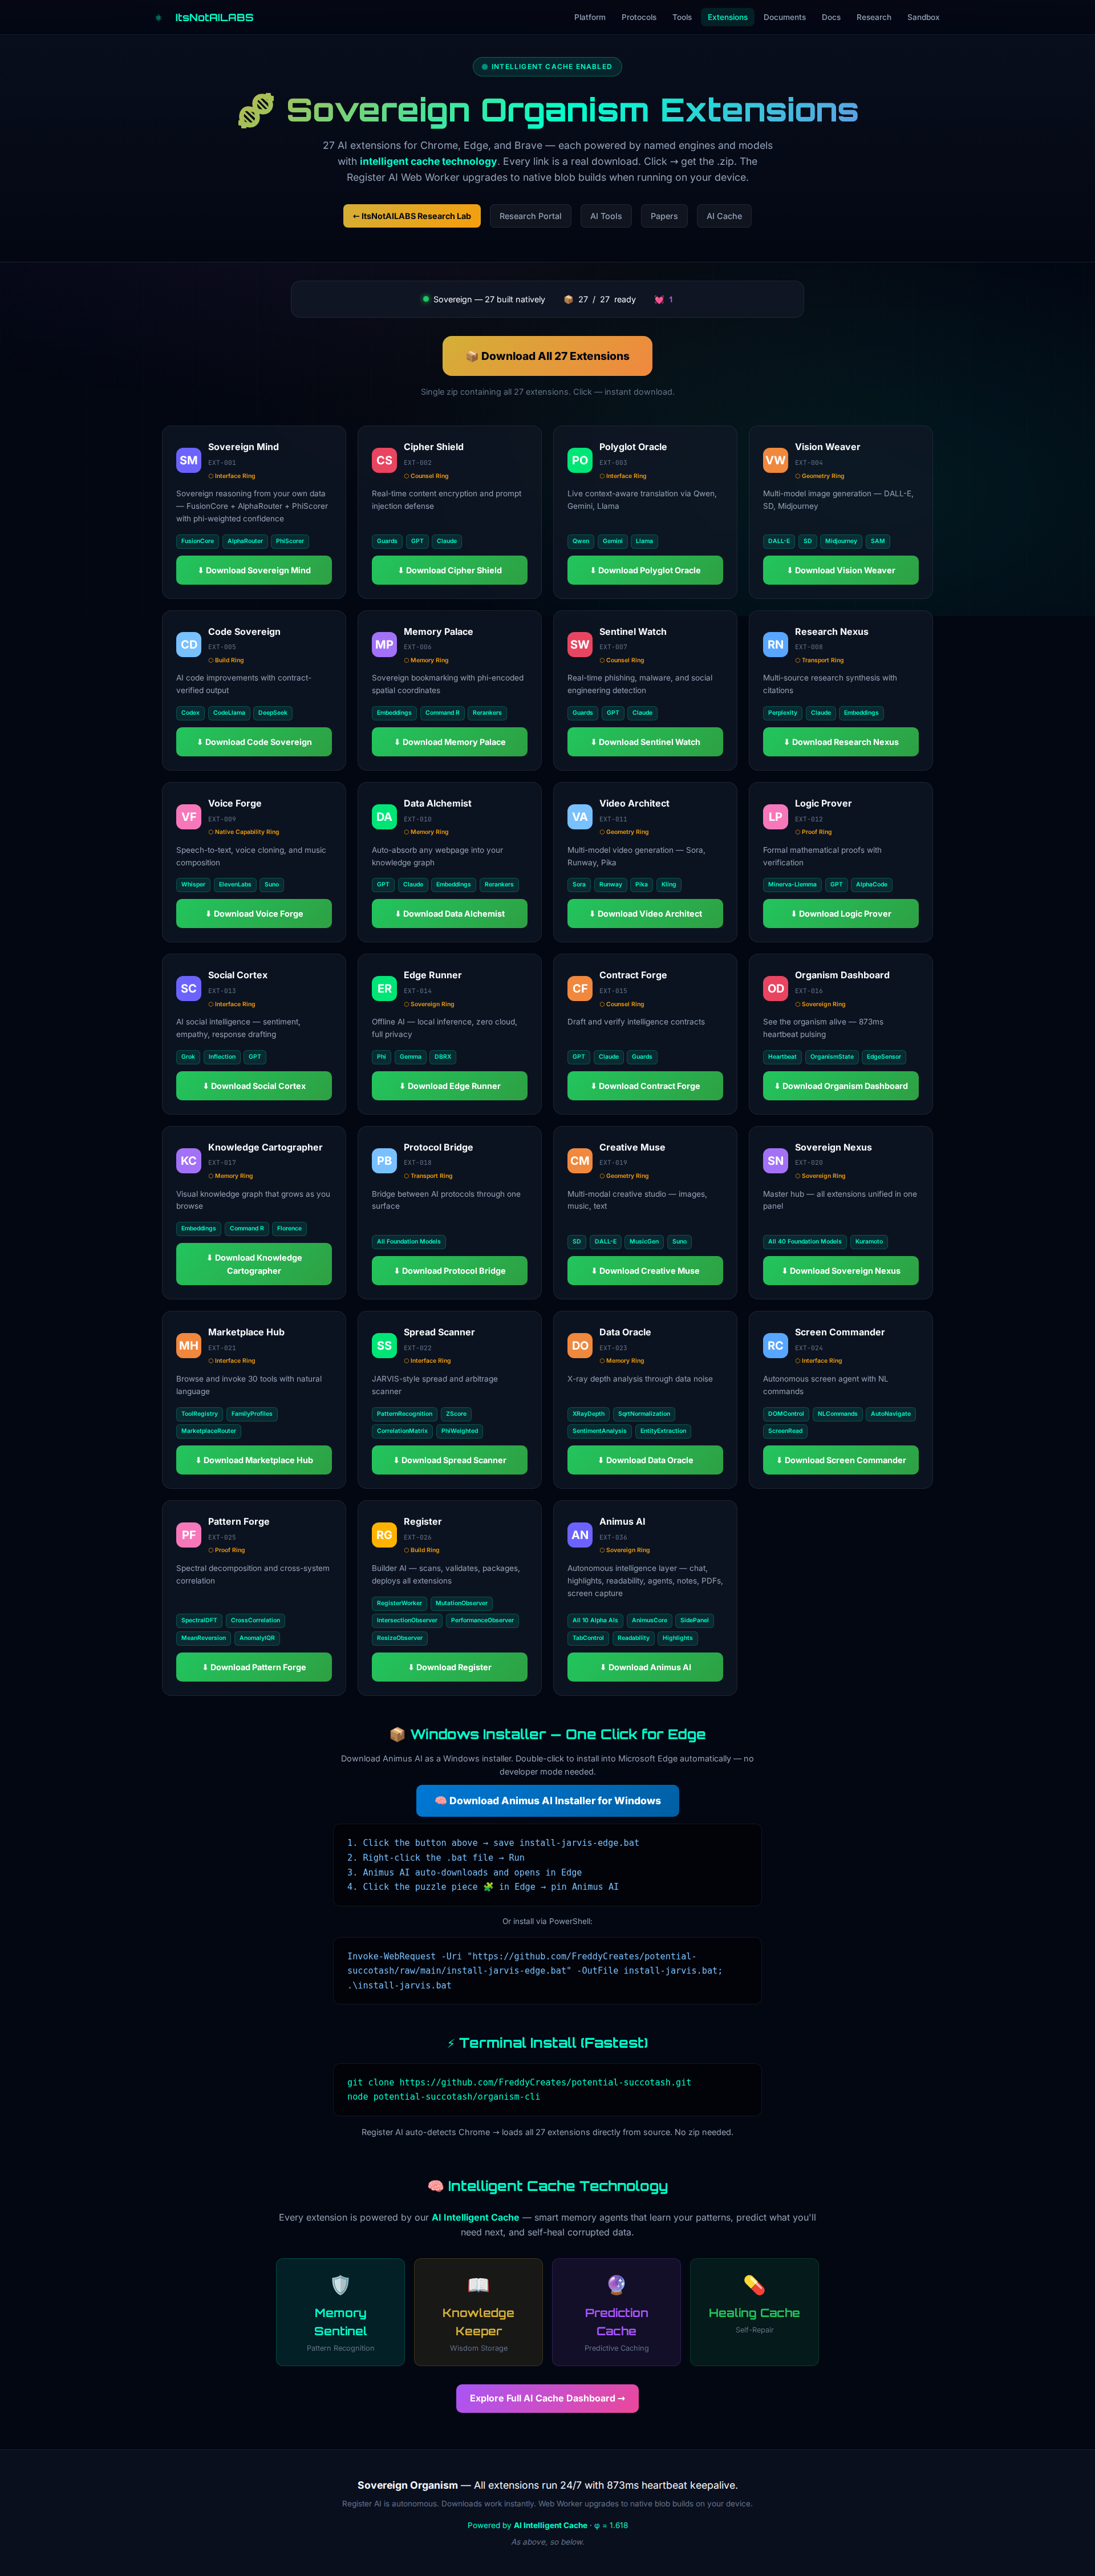 ItsNotAILABS
Platform Protocols Tools Extensions Documents Docs Research Sandbox
INTELLIGENT CACHE ENABLED
🧬 Sovereign Organism Extensions
27 AI extensions for Chrome, Edge, and Brave — each powered by named engines and models
with intelligent cache technology. Every link is a real download. Click → get the .zip. The
Register AI Web Worker upgrades to native blob builds when running on your device.
← ItsNotAILABS Research Lab
Research Portal
AI Tools
Papers
AI Cache
Sovereign — 27 built natively 📦 27 / 27 ready 💓 1
📦 Download All 27 Extensions
Single zip containing all 27 extensions. Click — instant download.
SM
Sovereign Mind
EXT-001
⬡ Interface Ring
Sovereign reasoning from your own data
— FusionCore + AlphaRouter + PhiScorer
with phi-weighted confidence
FusionCore AlphaRouter PhiScorer
⬇ Download Sovereign Mind
CS
Cipher Shield
EXT-002
⬡ Counsel Ring
Real-time content encryption and prompt
injection defense
Guards GPT Claude
⬇ Download Cipher Shield
PO
Polyglot Oracle
EXT-003
⬡ Interface Ring
Live context-aware translation via Qwen,
Gemini, Llama
Qwen Gemini Llama
⬇ Download Polyglot Oracle
VW
Vision Weaver
EXT-004
⬡ Geometry Ring
Multi-model image generation — DALL-E,
SD, Midjourney
DALL-E SD Midjourney SAM
⬇ Download Vision Weaver
CD
Code Sovereign
EXT-005
⬡ Build Ring
AI code improvements with contract-
verified output
Codex CodeLlama DeepSeek
⬇ Download Code Sovereign
MP
Memory Palace
EXT-006
⬡ Memory Ring
Sovereign bookmarking with phi-encoded
spatial coordinates
Embeddings Command R Rerankers
⬇ Download Memory Palace
SW
Sentinel Watch
EXT-007
⬡ Counsel Ring
Real-time phishing, malware, and social
engineering detection
Guards GPT Claude
⬇ Download Sentinel Watch
RN
Research Nexus
EXT-008
⬡ Transport Ring
Multi-source research synthesis with
citations
Perplexity Claude Embeddings
⬇ Download Research Nexus
VF
Voice Forge
EXT-009
⬡ Native Capability Ring
Speech-to-text, voice cloning, and music
composition
Whisper ElevenLabs Suno
⬇ Download Voice Forge
DA
Data Alchemist
EXT-010
⬡ Memory Ring
Auto-absorb any webpage into your
knowledge graph
GPT Claude Embeddings Rerankers
⬇ Download Data Alchemist
VA
Video Architect
EXT-011
⬡ Geometry Ring
Multi-model video generation — Sora,
Runway, Pika
Sora Runway Pika Kling
⬇ Download Video Architect
LP
Logic Prover
EXT-012
⬡ Proof Ring
Formal mathematical proofs with
verification
Minerva-Llemma GPT AlphaCode
⬇ Download Logic Prover
SC
Social Cortex
EXT-013
⬡ Interface Ring
AI social intelligence — sentiment,
empathy, response drafting
Grok Inflection GPT
⬇ Download Social Cortex
ER
Edge Runner
EXT-014
⬡ Sovereign Ring
Offline AI — local inference, zero cloud,
full privacy
Phi Gemma DBRX
⬇ Download Edge Runner
CF
Contract Forge
EXT-015
⬡ Counsel Ring
Draft and verify intelligence contracts
GPT Claude Guards
⬇ Download Contract Forge
OD
Organism Dashboard
EXT-016
⬡ Sovereign Ring
See the organism alive — 873ms
heartbeat pulsing
Heartbeat OrganismState EdgeSensor
⬇ Download Organism Dashboard
KC
Knowledge Cartographer
EXT-017
⬡ Memory Ring
Visual knowledge graph that grows as you
browse
Embeddings Command R Florence
⬇ Download Knowledge
Cartographer
PB
Protocol Bridge
EXT-018
⬡ Transport Ring
Bridge between AI protocols through one
surface
All Foundation Models
⬇ Download Protocol Bridge
CM
Creative Muse
EXT-019
⬡ Geometry Ring
Multi-modal creative studio — images,
music, text
SD DALL-E MusicGen Suno
⬇ Download Creative Muse
SN
Sovereign Nexus
EXT-020
⬡ Sovereign Ring
Master hub — all extensions unified in one
panel
All 40 Foundation Models Kuramoto
⬇ Download Sovereign Nexus
MH
Marketplace Hub
EXT-021
⬡ Interface Ring
Browse and invoke 30 tools with natural
language
ToolRegistry FamilyProfiles
MarketplaceRouter
⬇ Download Marketplace Hub
SS
Spread Scanner
EXT-022
⬡ Interface Ring
JARVIS-style spread and arbitrage
scanner
PatternRecognition ZScore
CorrelationMatrix PhiWeighted
⬇ Download Spread Scanner
DO
Data Oracle
EXT-023
⬡ Memory Ring
X-ray depth analysis through data noise
XRayDepth SqrtNormalization
SentimentAnalysis EntityExtraction
⬇ Download Data Oracle
RC
Screen Commander
EXT-024
⬡ Interface Ring
Autonomous screen agent with NL
commands
DOMControl NLCommands AutoNavigate
ScreenRead
⬇ Download Screen Commander
PF
Pattern Forge
EXT-025
⬡ Proof Ring
Spectral decomposition and cross-system
correlation
SpectralDFT CrossCorrelation
MeanReversion AnomalyIQR
⬇ Download Pattern Forge
RG
Register
EXT-026
⬡ Build Ring
Builder AI — scans, validates, packages,
deploys all extensions
RegisterWorker MutationObserver
IntersectionObserver PerformanceObserver
ResizeObserver
⬇ Download Register
AN
Animus AI
EXT-036
⬡ Sovereign Ring
Autonomous intelligence layer — chat,
highlights, readability, agents, notes, PDFs,
screen capture
All 10 Alpha AIs AnimusCore SidePanel
TabControl Readability Highlights
⬇ Download Animus AI
📦 Windows Installer — One Click for Edge
Download Animus AI as a Windows installer. Double-click to install into Microsoft Edge automatically — no
developer mode needed.
🧠 Download Animus AI Installer for Windows
1. Click the button above → save install-jarvis-edge.bat
2. Right-click the .bat file → Run
3. Animus AI auto-downloads and opens in Edge
4. Click the puzzle piece 🧩 in Edge → pin Animus AI
Or install via PowerShell:
Invoke-WebRequest -Uri "https://github.com/FreddyCreates/potential-
succotash/raw/main/install-jarvis-edge.bat" -OutFile install-jarvis.bat;
.\install-jarvis.bat
⚡ Terminal Install (Fastest)
git clone https://github.com/FreddyCreates/potential-succotash.git
node potential-succotash/organism-cli
Register AI auto-detects Chrome → loads all 27 extensions directly from source. No zip needed.
🧠 Intelligent Cache Technology
Every extension is powered by our AI Intelligent Cache — smart memory agents that learn your patterns, predict what you'll
need next, and self-heal corrupted data.
🛡️
Memory
Sentinel
Pattern Recognition
📖
Knowledge
Keeper
Wisdom Storage
🔮
Prediction
Cache
Predictive Caching
💊
Healing Cache
Self-Repair
Explore Full AI Cache Dashboard →
Sovereign Organism — All extensions run 24/7 with 873ms heartbeat keepalive.
Register AI is autonomous. Downloads work instantly. Web Worker upgrades to native blob builds on your device.
Powered by AI Intelligent Cache · φ = 1.618
As above, so below.